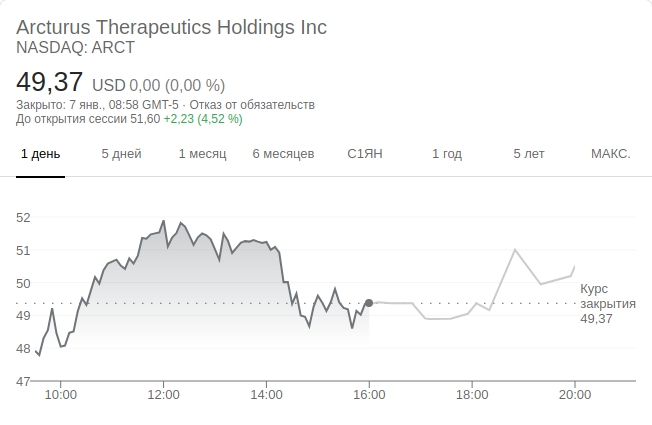 Arcturus Therapeutics Holdings Inc
NASDAQ: ARCT
49,37 USD 0,00 (0,00 %)
Закрыто: 7 янв., 08:58 GMT-5 · Отказ от обязательств
До открытия сессии 51,60 +2,23 (4,52 %)
1 день 5 дней 1 месяц 6 месяцев С1ЯН 1 год 5 лет МАКС.
52
51
50
49
48
47
Курс
закрытия
49,37
10:00 12:00 14:00 16:00 18:00 20:00